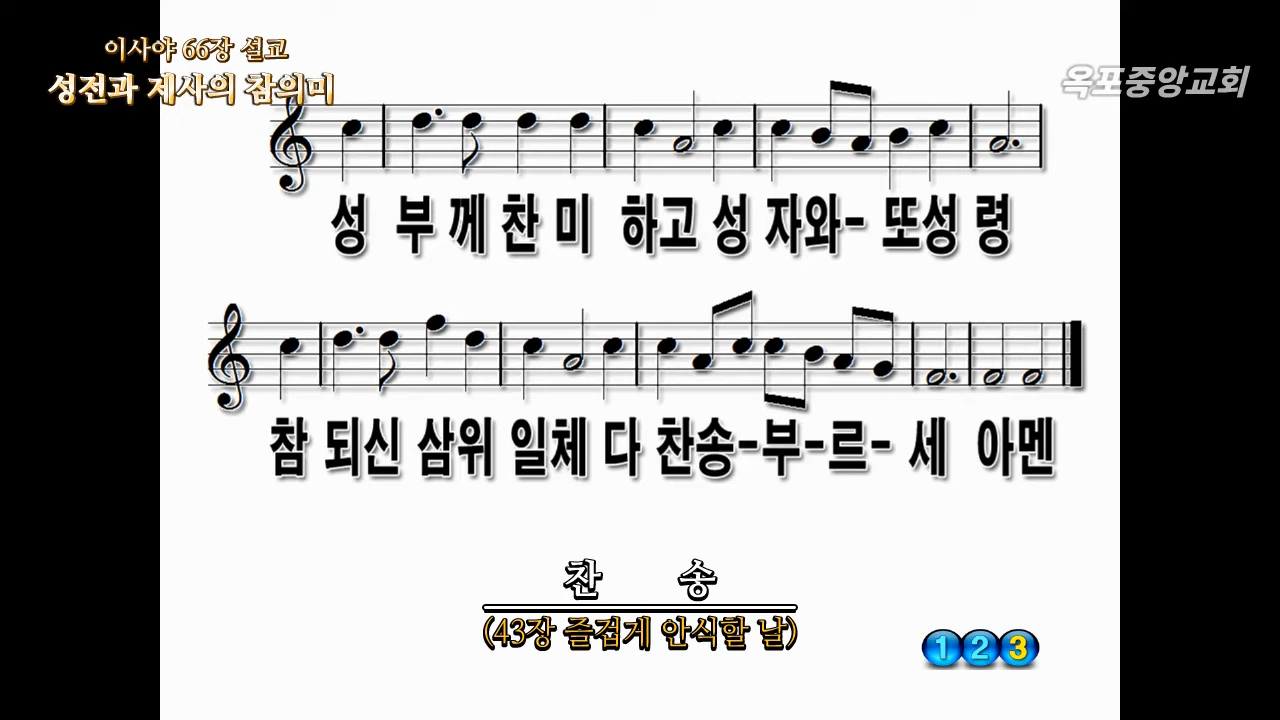 이사야 66장 설교
성전과 제사의 참의미
옥포중앙교회
성 부 께 찬 미 하고 성 자와- 또성 령
참 되신 삼위 일체 다 찬송-부-르- 세 아멘
찬 송
(43장 즐겁게 안식할 날)
1 2 3